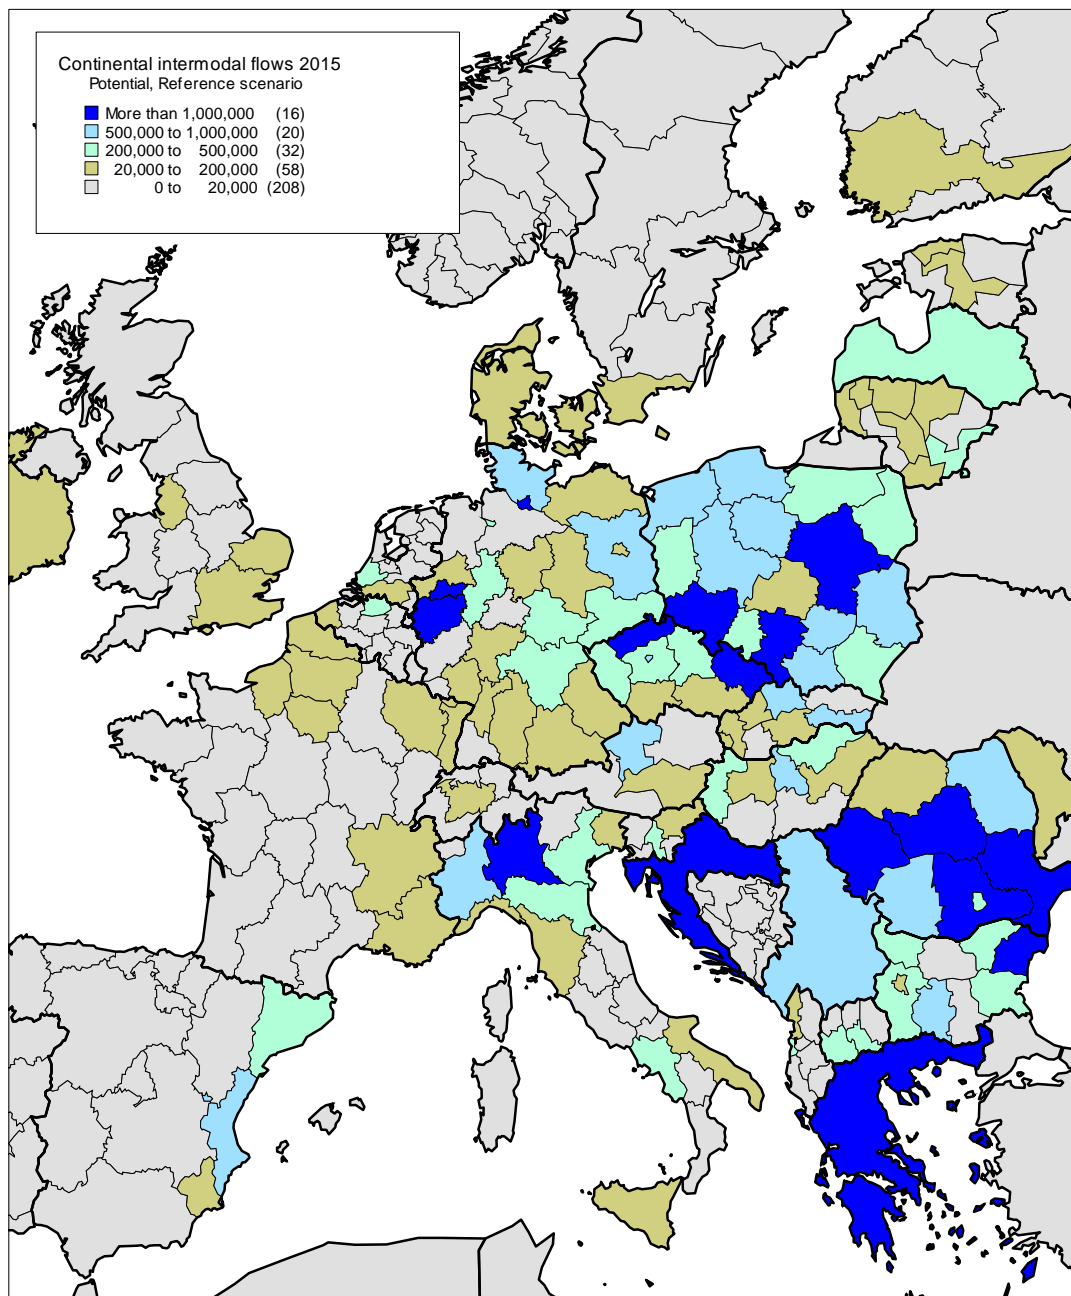 Continental intermodal flows 2015
Potential, Reference scenario
More than 1,000,000 (16)
500,000 to 1,000,000 (20)
200,000 to 500,000 (32)
20,000 to 200,000 (58)
0 to 20,000 (208)